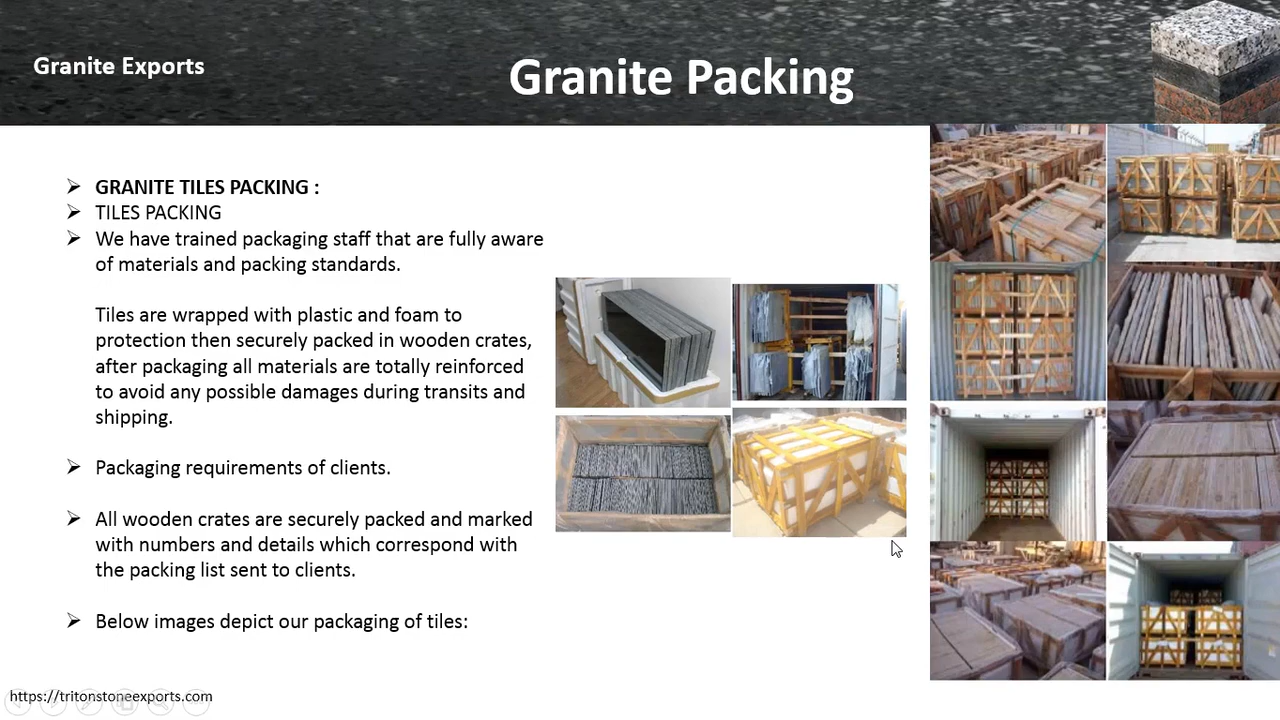 Granite Exports
Granite Packing
GRANITE TILES PACKING :
TILES PACKING
We have trained packaging staff that are fully aware
of materials and packing standards.
Tiles are wrapped with plastic and foam to
protection then securely packed in wooden crates,
after packaging all materials are totally reinforced
to avoid any possible damages during transits and
shipping.
Packaging requirements of clients.
All wooden crates are securely packed and marked
with numbers and details which correspond with
the packing list sent to clients.
Below images depict our packaging of tiles:
https://tritonstoneexports.com